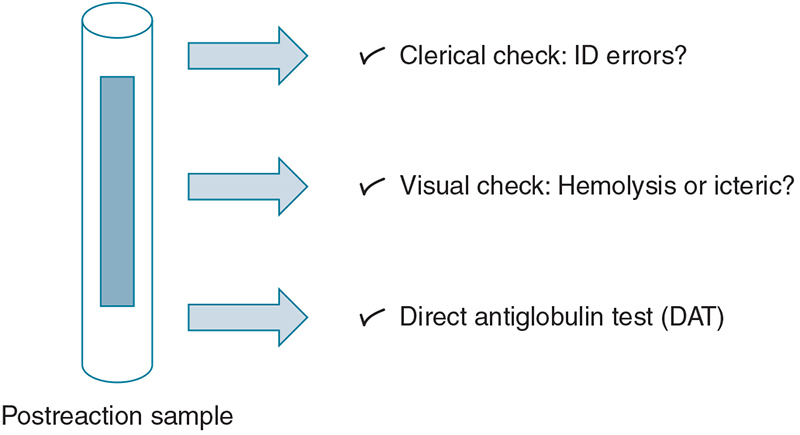 Clerical check: ID errors?
Visual check: Hemolysis or icteric?
Direct antiglobulin test (DAT)
Postreaction sample